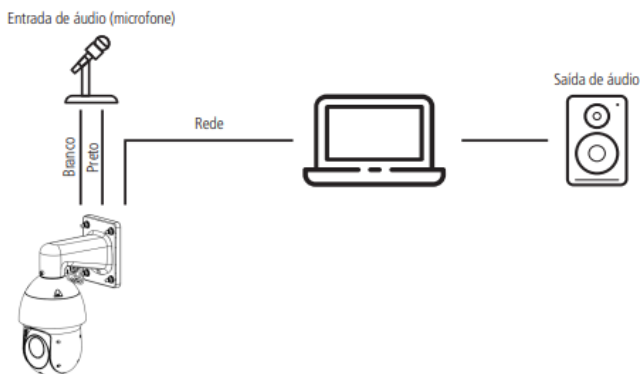 Entrada de áudio (microfone)
Saída de áudio
Rede
Branco
Preto